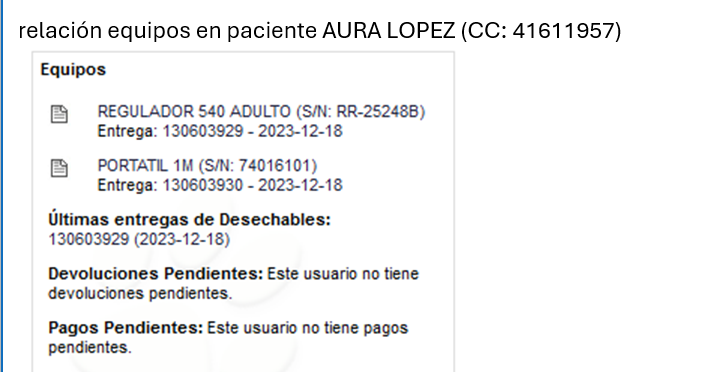 relación equipos en paciente AURA LOPEZ (CC: 41611957)
Equipos
REGULADOR 540 ADULTO (S/N: RR-25248B)
Entrega: 130603929 - 2023-12-18
PORTATIL 1M (S/N: 74016101)
Entrega: 130603930 - 2023-12-18
Últimas entregas de Desechables:
130603929 (2023-12-18)
Devoluciones Pendientes: Este usuario no tiene
devoluciones pendientes.
Pagos Pendientes: Este usuario no tiene pagos
pendientes.